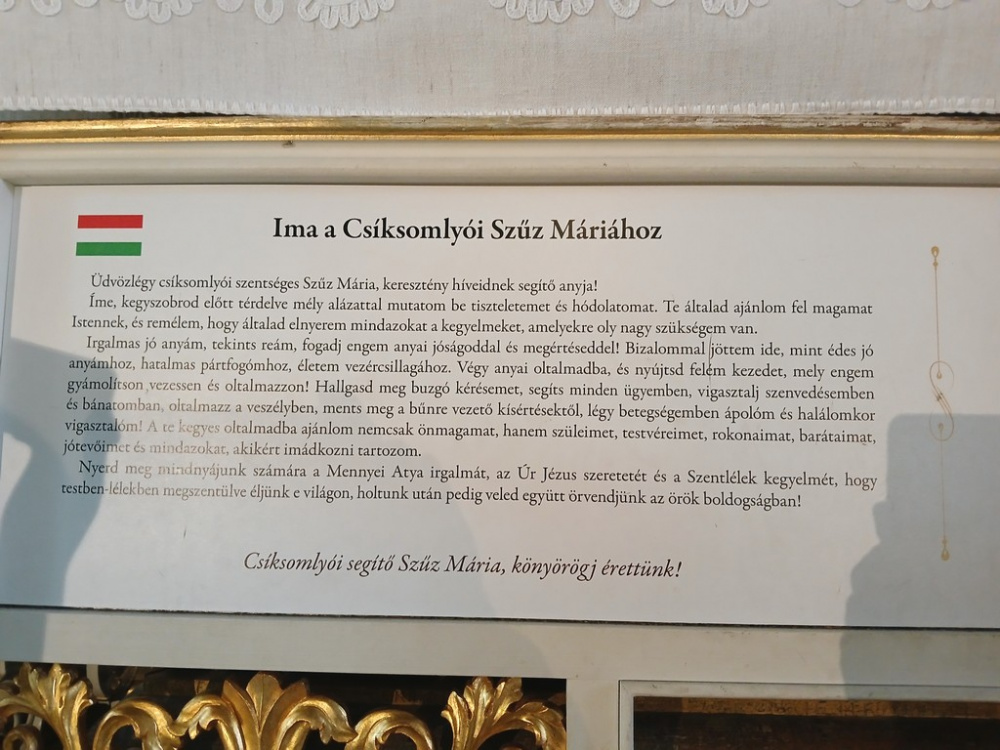 Ima a Csíksomlyói Szűz Máriához
Üdvözlégy csíksomlyói szentséges Szűz Mária, keresztény híveidnek segítő anyja!
Íme, kegyszobrod előtt térdelve mély alázattal mutatom be tiszteletemet és hódolatomat. Te általad ajánlom fel magamat
Istennek, és remélem, hogy általad elnyerem mindazokat a kegyelmeket, amelyekre oly nagy szükségem van.
Irgalmas jó anyám, tekints reám, fogadj engem anyai jóságoddal és megértéseddel! Bizalommal jöttem ide, mint édes jó
anyámhoz, hatalmas pártfogómhoz, életem vezércsillagához. Végy anyai oltalmadba, és nyújtsd felém kezedet, mely engem
gyámolítson ,vezessen és oltalmazzon! Hallgasd meg buzgó kérésemet, segíts minden ügyemben, vigasztalj szenvedésemben
és bánatomban, oltalmazz a veszélyben, ments meg a bűnre vezető kísértésektől, légy betegségemben ápolóm és halálomkor
vigasztalóm! A te kegyes oltalmadba ajánlom nemcsak önmagamat, hanem szüleimet, testvéreimet, rokonaimat, barátaimat,
jótevőimet és mindazokat, akikért imádkozni tartozom.
Nyerd meg mindnyájunk számára a Mennyei Atya irgalmát, az Úr Jézus szeretetét és a Szentlélek kegyelmét, hogy
testben-lélekben megszentülve éljünk e világon, holtunk után pedig veled együtt örvendjünk az örök boldogságban!
Csíksomlyói segítő Szűz Mária, könyörögj érettünk!